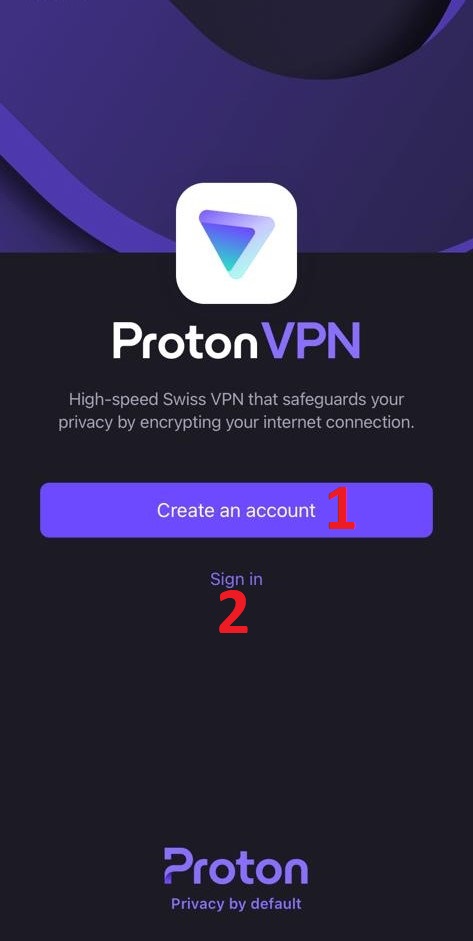 ProtonVPN
High-speed Swiss VPN that safeguards your
privacy by encrypting your internet connection.
Create an account 1
Sign in
2
Proton
Privacy by default